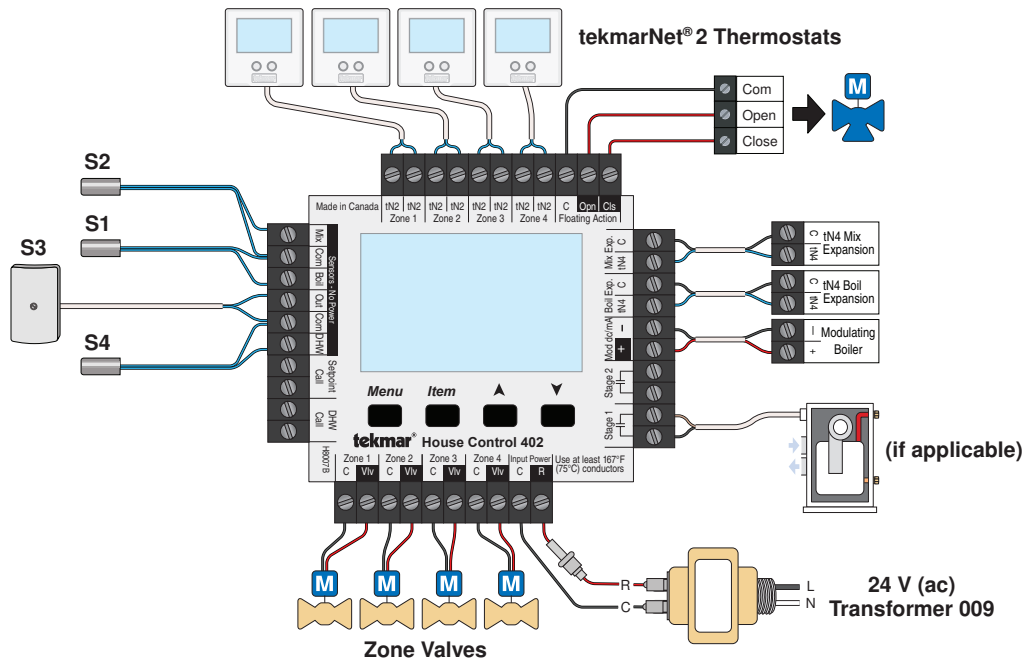 tekmarNet® 2 Thermostats
M
Com
Open
Close
S2
S1
S3
S4
Made in Canada
tN2 tN2 tN2 tN2 tN2 tN2 tN2 tN2 C Opn Cls
Zone 1 Zone 2 Zone 3 Zone 4 Floating Action
Mix
Com
Boil
Out
Com
DHW
Sensors - No Power
Setpoint
Call
DHW
Call
H8007B
C
tN4
Mix Exp.
C
tN4
Boil Exp.
–
+
Mod dc/mA
Stage 2
Stage 1
C
tN4
tN4 Mix
Expansion
C
tN4
tN4 Boil
Expansion
–
+
Modulating
Boiler
(if applicable)
Menu Item
tekmar® House Control 402
Zone 1 Zone 2 Zone 3 Zone 4 Input Power
C Vlv C Vlv C Vlv C Vlv C R
Use at least 167°F
(75°C) conductors
M M M M
Zone Valves
R
C
L
N
24 V (ac)
Transformer 009